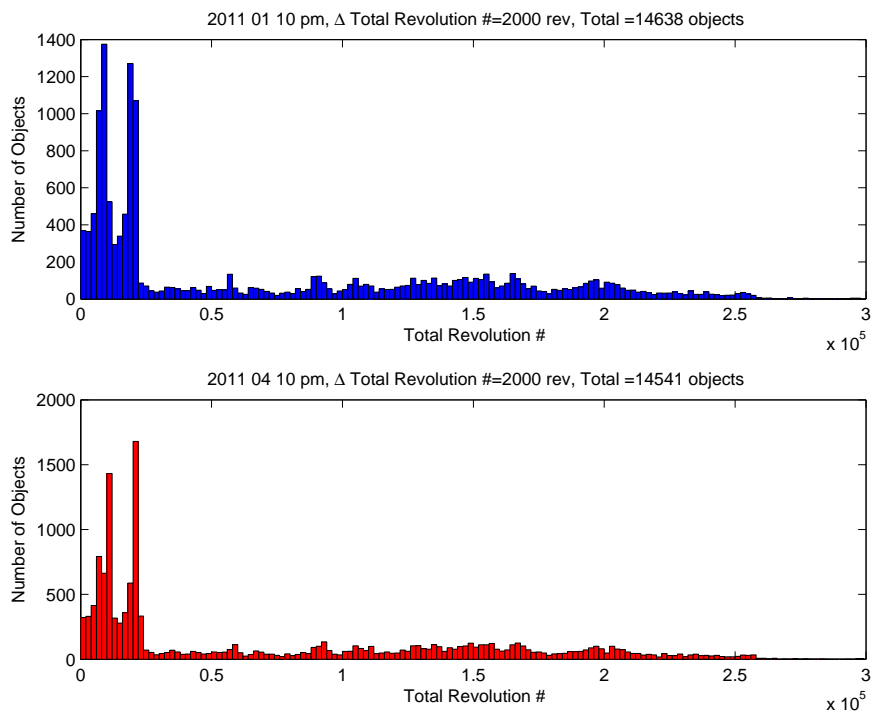 2011 01 10 pm, Δ Total Revolution #=2000 rev, Total =14638 objects
1400
1200
1000
800
600
400
200
0
Number of Objects
0 0.5 1 1.5 2 2.5 3
Total Revolution #
x 10^5
2011 04 10 pm, Δ Total Revolution #=2000 rev, Total =14541 objects
2000
1500
1000
500
0
Number of Objects
0 0.5 1 1.5 2 2.5 3
Total Revolution #
x 10^5